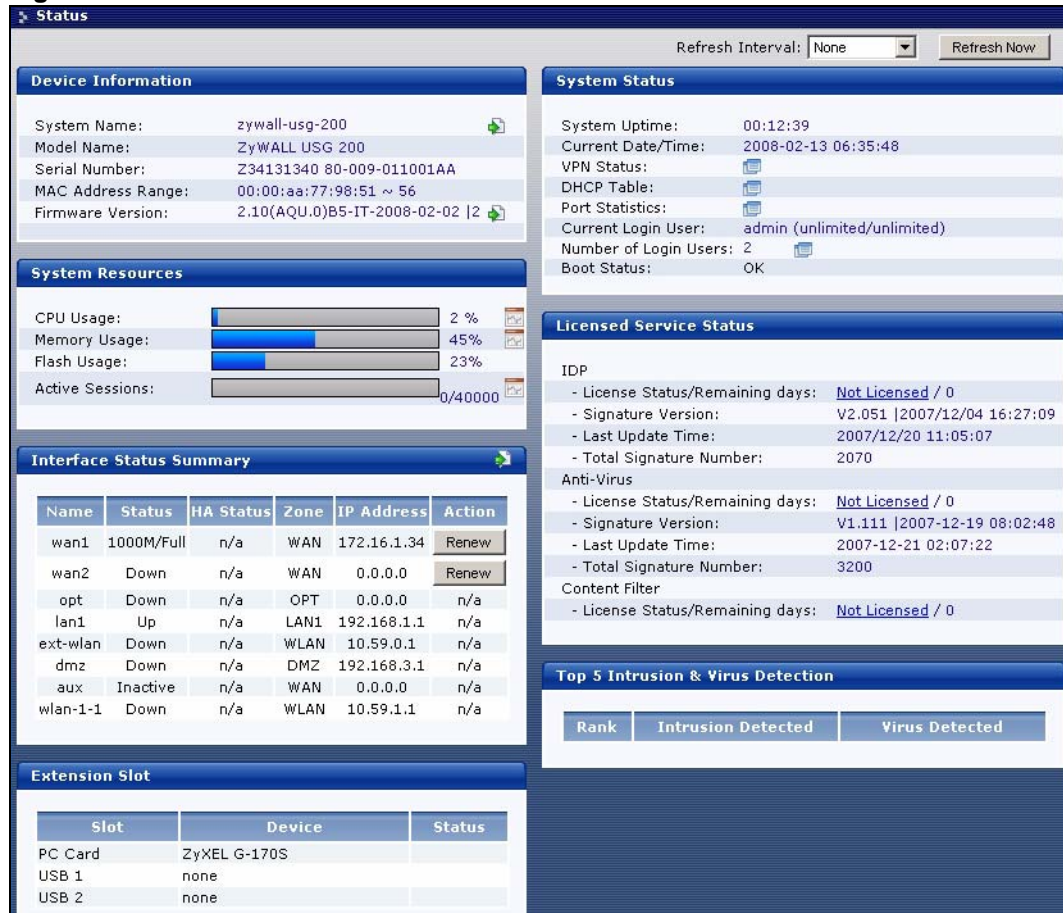 Status
Refresh Interval: None Refresh Now
Device Information
System Name: zywall-usg-200
Model Name: ZyWALL USG 200
Serial Number: Z34131340 80-009-011001AA
MAC Address Range: 00:00:aa:77:98:51 ~ 56
Firmware Version: 2.10(AQU.0)B5-IT-2008-02-02 |2
System Resources
CPU Usage: 2 %
Memory Usage: 45%
Flash Usage: 23%
Active Sessions: 0/40000
Interface Status Summary
Name Status HA Status Zone IP Address Action
wan1 1000M/Full n/a WAN 172.16.1.34 Renew
wan2 Down n/a WAN 0.0.0.0 Renew
opt Down n/a OPT 0.0.0.0 n/a
lan1 Up n/a LAN1 192.168.1.1 n/a
ext-wlan Down n/a WLAN 10.59.0.1 n/a
dmz Down n/a DMZ 192.168.3.1 n/a
aux Inactive n/a WAN 0.0.0.0 n/a
wlan-1-1 Down n/a WLAN 10.59.1.1 n/a
Extension Slot
Slot Device Status
PC Card ZyXEL G-170S
USB 1 none
USB 2 none
System Status
System Uptime: 00:12:39
Current Date/Time: 2008-02-13 06:35:48
VPN Status:
DHCP Table:
Port Statistics:
Current Login User: admin (unlimited/unlimited)
Number of Login Users: 2
Boot Status: OK
Licensed Service Status
IDP
- License Status/Remaining days: Not Licensed / 0
- Signature Version: V2.051 |2007/12/04 16:27:09
- Last Update Time: 2007/12/20 11:05:07
- Total Signature Number: 2070
Anti-Virus
- License Status/Remaining days: Not Licensed / 0
- Signature Version: V1.111 |2007-12-19 08:02:48
- Last Update Time: 2007-12-21 02:07:22
- Total Signature Number: 3200
Content Filter
- License Status/Remaining days: Not Licensed / 0
Top 5 Intrusion & Virus Detection
Rank Intrusion Detected Virus Detected